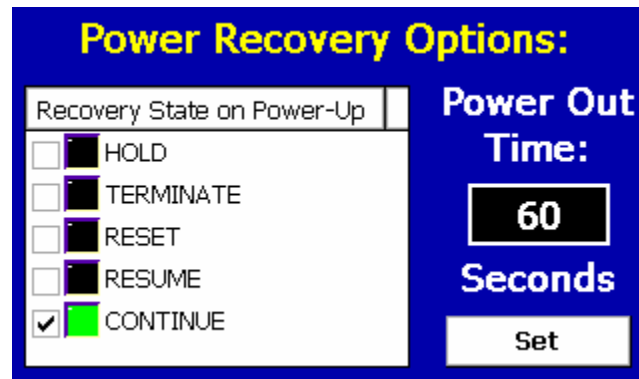 Power Recovery Options:
Recovery State on Power-Up
HOLD
TERMINATE
RESET
RESUME
CONTINUE
Power Out
Time:
60
Seconds
Set